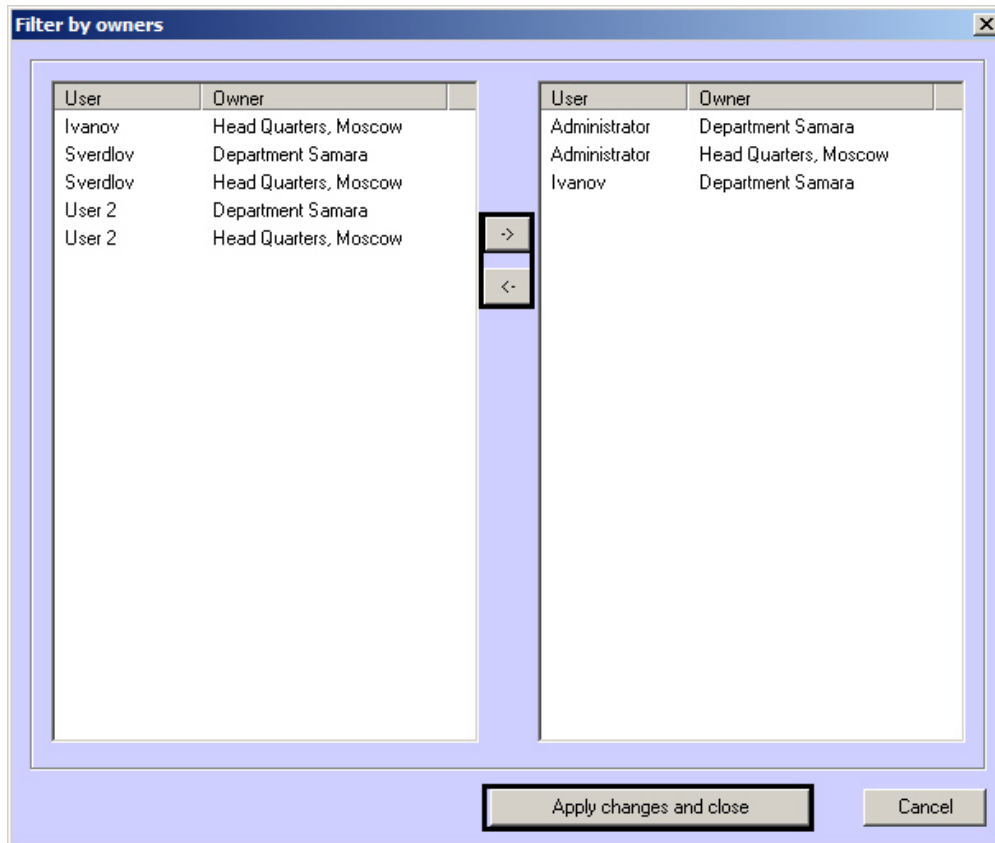 Filter by owners
User Owner
Ivanov Head Quarters, Moscow
Sverdlov Department Samara
Sverdlov Head Quarters, Moscow
User 2 Department Samara
User 2 Head Quarters, Moscow
->
<-
User Owner
Administrator Department Samara
Administrator Head Quarters, Moscow
Ivanov Department Samara
Apply changes and close
Cancel